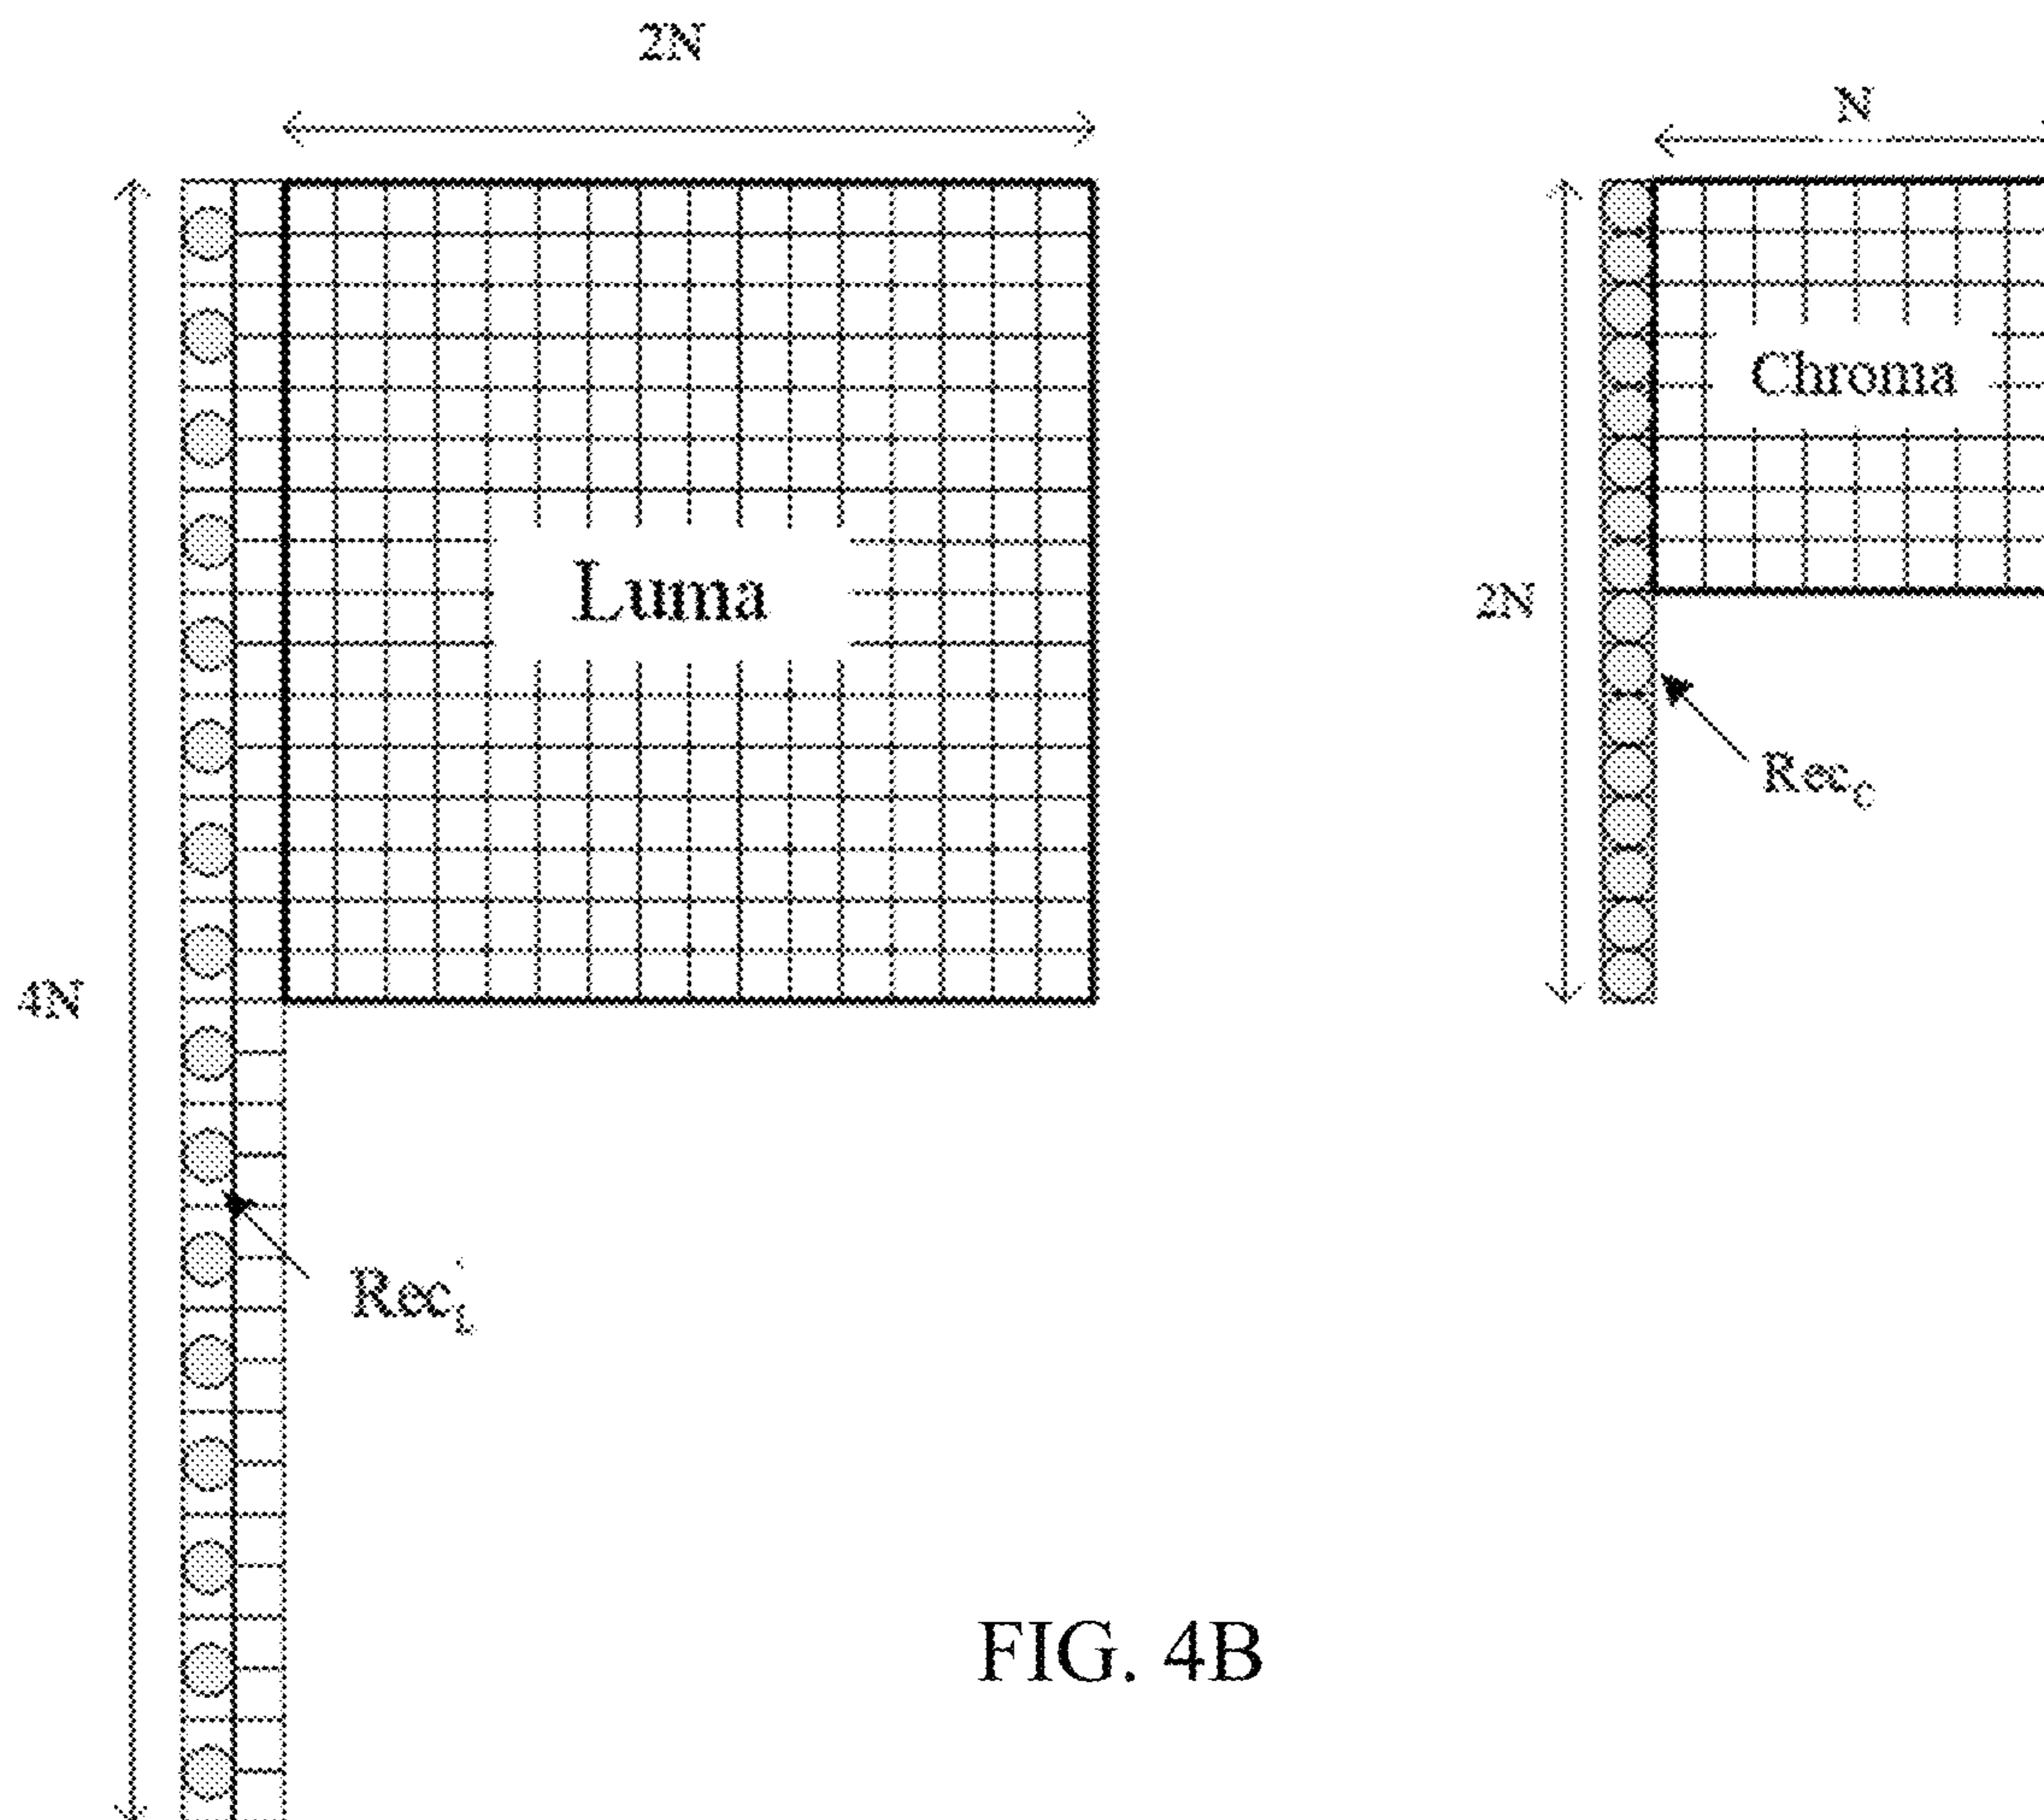 2N
N
Chroma
Luma
2N
Rec_C
4N
Rec'_L
FIG. 4B